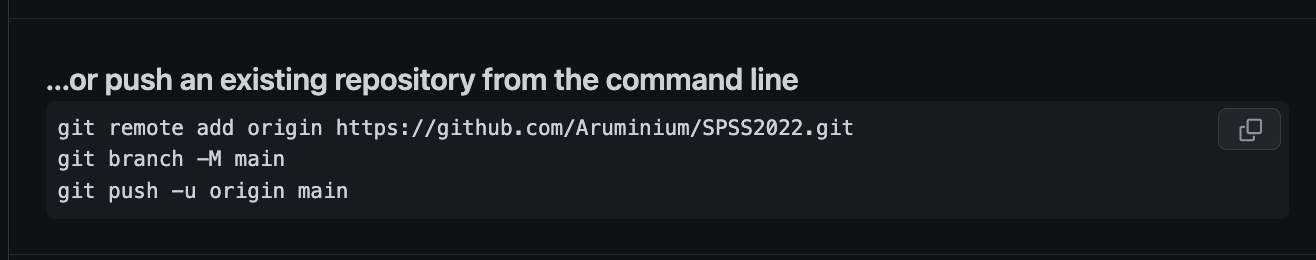 ...or push an existing repository from the command line
git remote add origin https://github.com/Aruminium/SPSS2022.git
git branch -M main
git push -u origin main